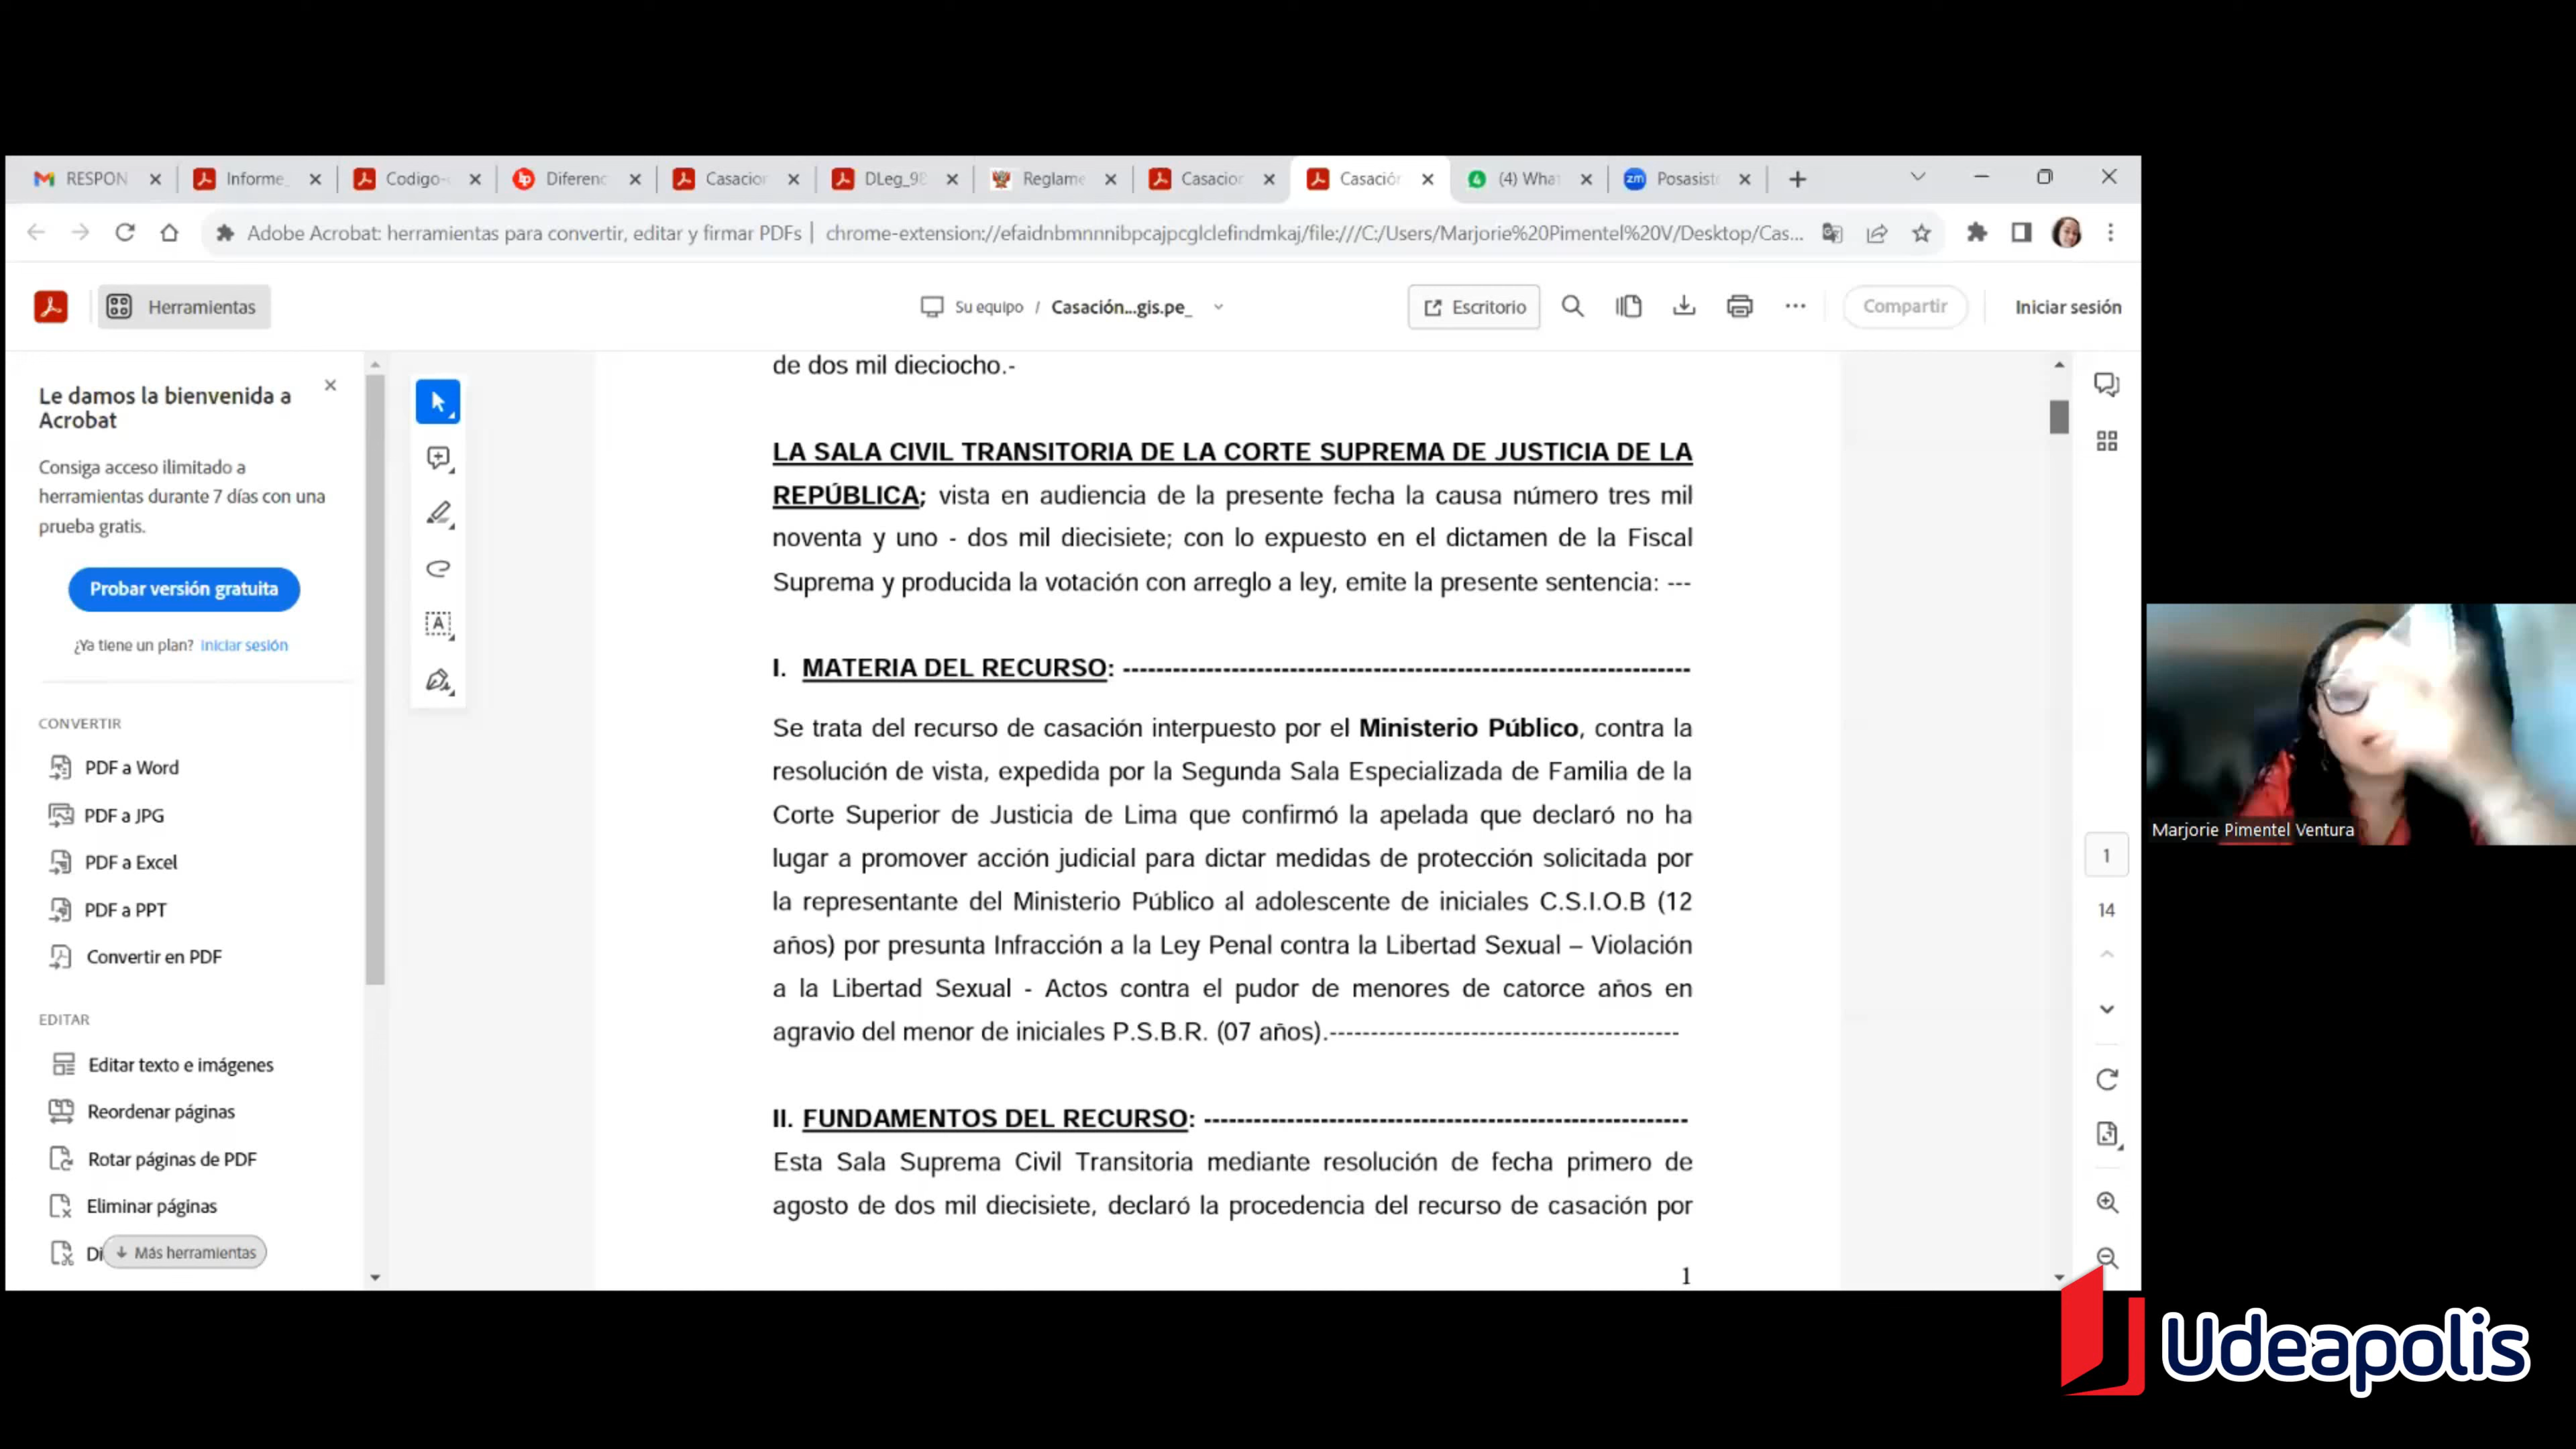 RESPON
Informe_
Codigo-
Diferenc
Casacion
DLeg_98
Reglame
Casacion
Casación
(4) What
Posasist
Adobe Acrobat: herramientas para convertir, editar y firmar PDFs | chrome-extension://efaidnbmnnnibpcajpcglclefindmkaj/file:///C:/Users/Marjorie%20Pimentel%20V/Desktop/Cas...
Herramientas
Su equipo / Casación...gis.pe_
Escritorio
Compartir
Iniciar sesión
Le damos la bienvenida a
Acrobat
Consiga acceso ilimitado a
herramientas durante 7 días con una
prueba gratis.
Probar versión gratuita
¿Ya tiene un plan? Iniciar sesión
CONVERTIR
PDF a Word
PDF a JPG
PDF a Excel
PDF a PPT
Convertir en PDF
EDITAR
Editar texto e imágenes
Reordenar páginas
Rotar páginas de PDF
Eliminar páginas
Di
Más herramientas
de dos mil dieciocho.-
LA SALA CIVIL TRANSITORIA DE LA CORTE SUPREMA DE JUSTICIA DE LA
REPÚBLICA; vista en audiencia de la presente fecha la causa número tres mil
noventa y uno - dos mil diecisiete; con lo expuesto en el dictamen de la Fiscal
Suprema y producida la votación con arreglo a ley, emite la presente sentencia: ---
I. MATERIA DEL RECURSO: --------------------------------------------------------------------
Se trata del recurso de casación interpuesto por el Ministerio Público, contra la
resolución de vista, expedida por la Segunda Sala Especializada de Familia de la
Corte Superior de Justicia de Lima que confirmó la apelada que declaró no ha
lugar a promover acción judicial para dictar medidas de protección solicitada por
la representante del Ministerio Público al adolescente de iniciales C.S.I.O.B (12
años) por presunta Infracción a la Ley Penal contra la Libertad Sexual – Violación
a la Libertad Sexual - Actos contra el pudor de menores de catorce años en
agravio del menor de iniciales P.S.B.R. (07 años).------------------------------------------
II. FUNDAMENTOS DEL RECURSO: ----------------------------------------------------------
Esta Sala Suprema Civil Transitoria mediante resolución de fecha primero de
agosto de dos mil diecisiete, declaró la procedencia del recurso de casación por
1
1
14
Marjorie Pimentel Ventura
Udeapolis